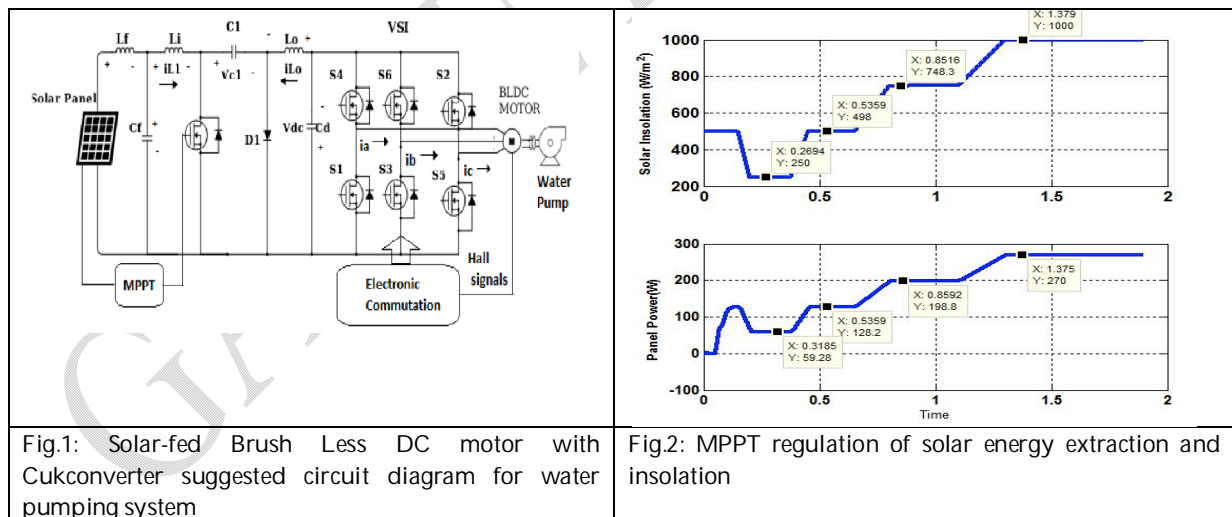 Lf
Li
C1
Lo
VSI
iL1
Vc1
iLo
S4
S6
S2
BLDC
MOTOR
Solar Panel
Cf
D1
Vdc
Cd
ia
ib
ic
S1
S3
S5
Water
Pump
MPPT
Electronic
Commutation
Hall
signals
Solar Insolation (W/m²)
1000
800
600
400
200
0
0.5
1
1.5
2
X: 0.2694
Y: 250
X: 0.5359
Y: 498
X: 0.8516
Y: 748.3
X: 1.379
Y: 1000
Panel Power(W)
300
200
100
0
-100
0
0.5
1
1.5
2
Time
X: 0.3185
Y: 59.28
X: 0.5359
Y: 128.2
X: 0.8592
Y: 198.8
X: 1.375
Y: 270
Fig.1: Solar-fed Brush Less DC motor with
Cukconverter suggested circuit diagram for water
pumping system
Fig.2: MPPT regulation of solar energy extraction and
insolation